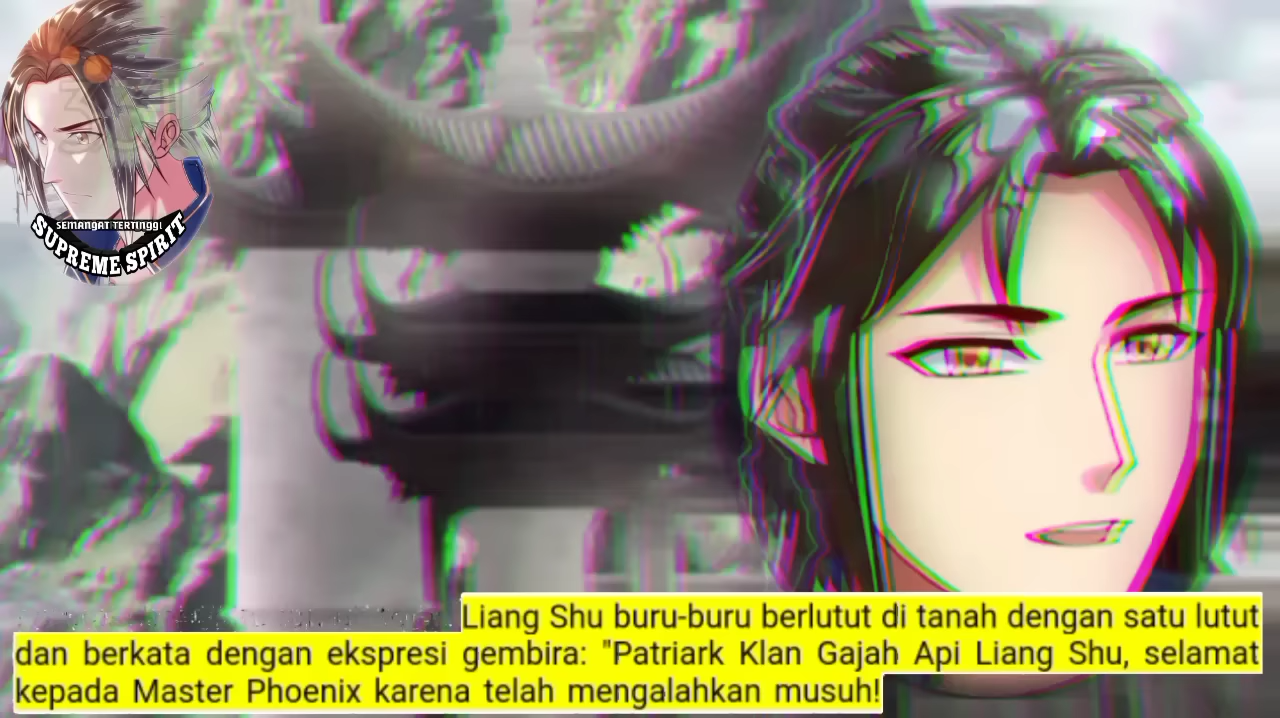 SEMANGAT TERTINGGI
SUPREME SPIRIT
Liang Shu buru-buru berlutut di tanah dengan satu lutut
dan berkata dengan ekspresi gembira: "Patriark Klan Gajah Api Liang Shu, selamat
kepada Master Phoenix karena telah mengalahkan musuh!